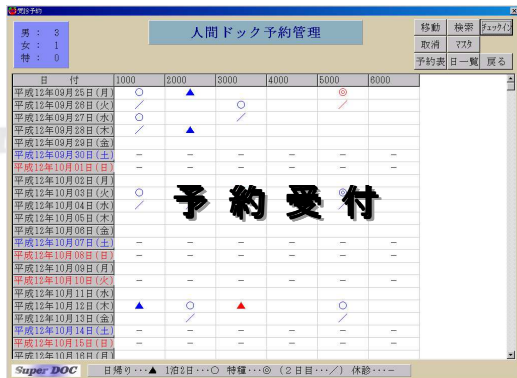 党JS予約
男： 3
女： 1
特： 0
人間ドック予約管理
移動 検索 チェックイン
取消 マスタ
予約表 日一覧 戻る
日 付 1000 2000 3000 4000 5000 6000
平成12年09月25日(月) ○ ▲ ◎
平成12年09月26日(火) ／ ○ ／
平成12年09月27日(水) ○ ／
平成12年09月28日(木) ／ ▲
平成12年09月29日(金)
平成12年09月30日(土) － － － － － －
平成12年10月01日(日) － － － － － －
平成12年10月02日(月)
平成12年10月03日(火) ○ ◎
平成12年10月04日(水) ／ ／
予約受付
平成12年10月05日(木)
平成12年10月06日(金)
平成12年10月07日(土) － － － － － －
平成12年10月08日(日) － － － － － －
平成12年10月09日(月)
平成12年10月10日(火) － － － － － －
平成12年10月11日(水)
平成12年10月12日(木) ▲ ○ ▲ ○
平成12年10月13日(金) ／ ／
平成12年10月14日(土) － － － － － －
平成12年10月15日(日) － － － － － －
平成12年10月16日(月)
Super DOC 日帰り･･･▲ 1泊2日･･･○ 特種･･･◎ (２日目･･･／) 休診･･･－